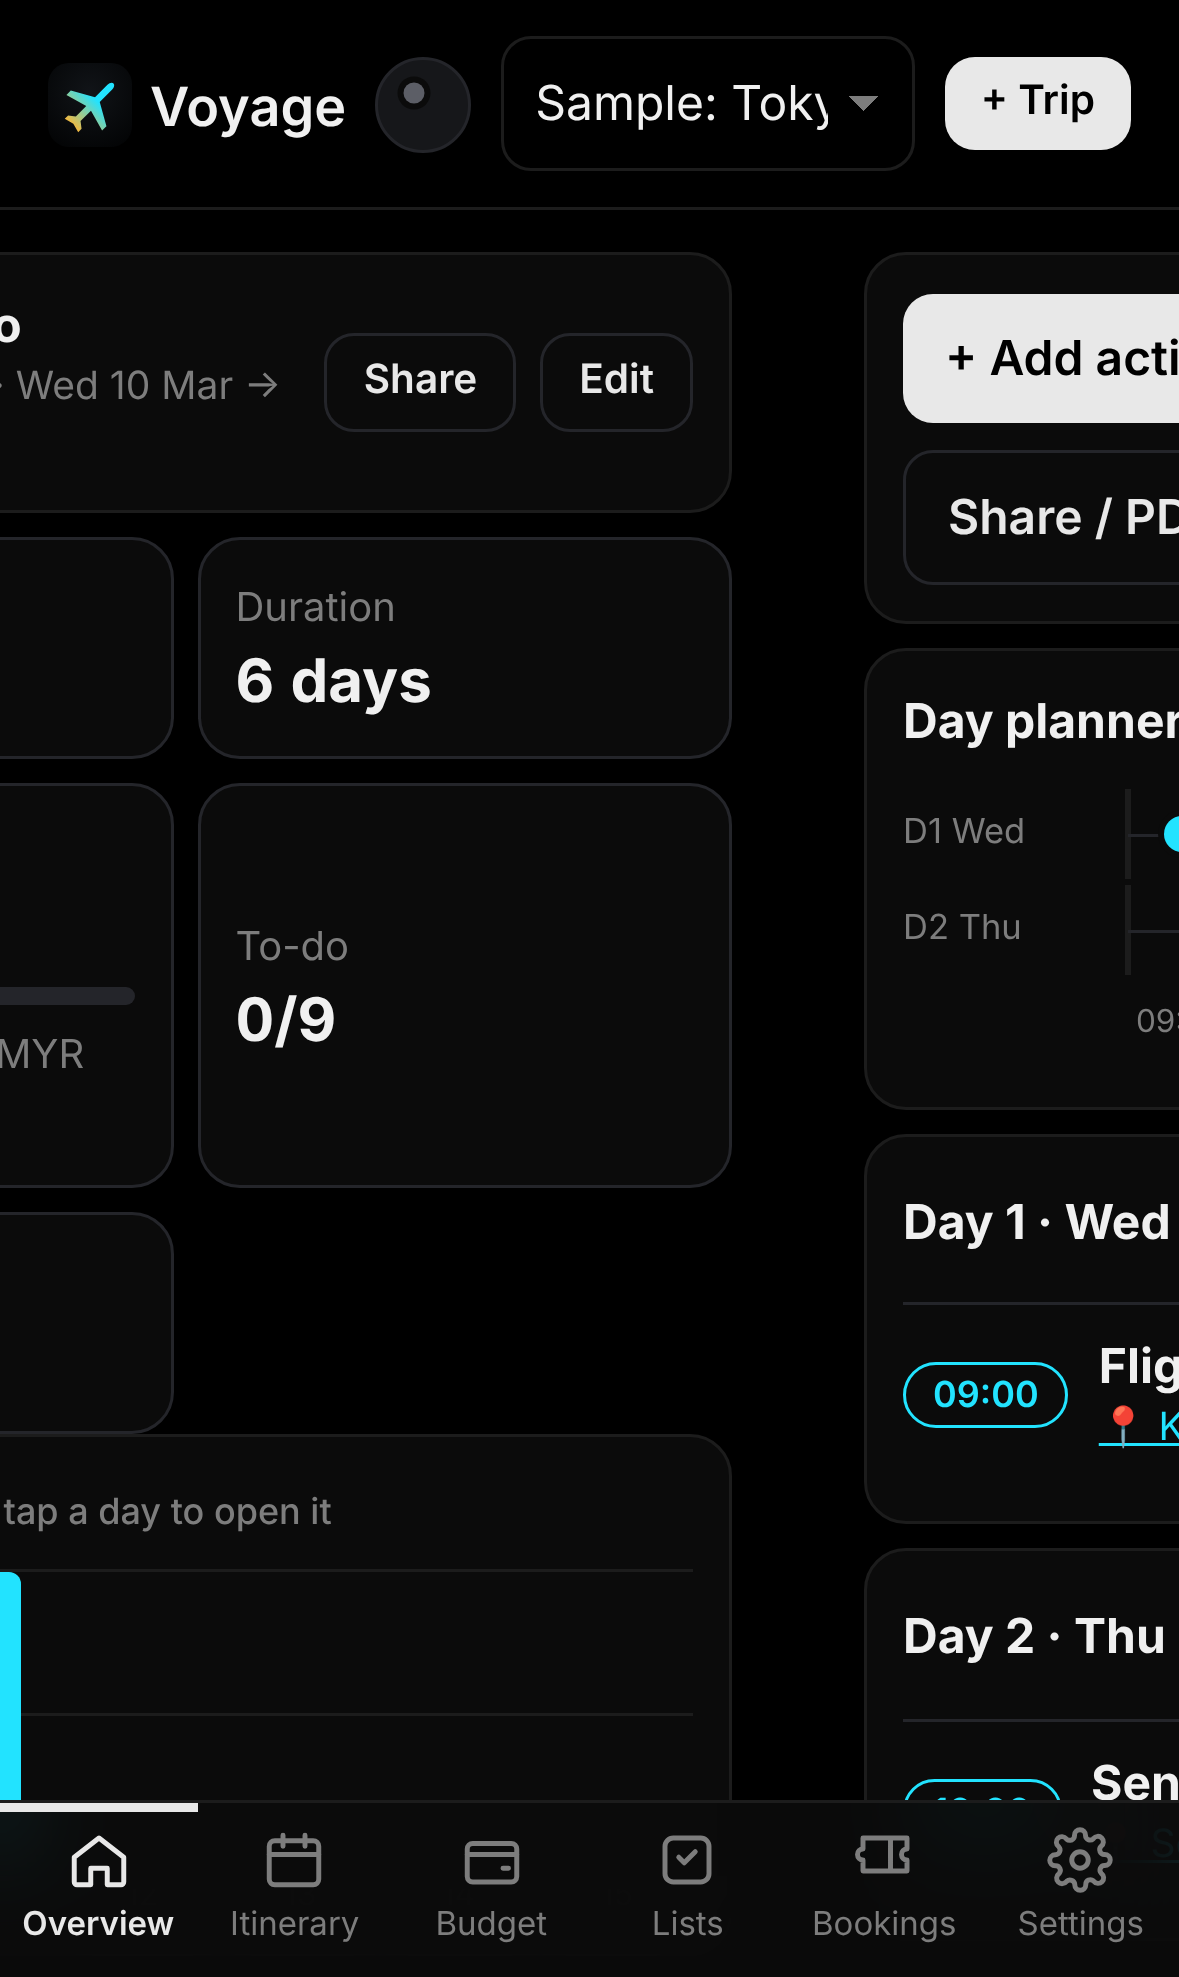 Voyage
Sample: Toky
+ Trip
o
· Wed 10 Mar →
Share
Edit
+ Add acti
Share / PD
Duration
6 days
Day planner
D1 Wed
D2 Thu
09:
To-do
0/9
MYR
Day 1 · Wed
09:00
Flig
📍 K
tap a day to open it
Day 2 · Thu
Sen
Overview
Itinerary
Budget
Lists
Bookings
Settings